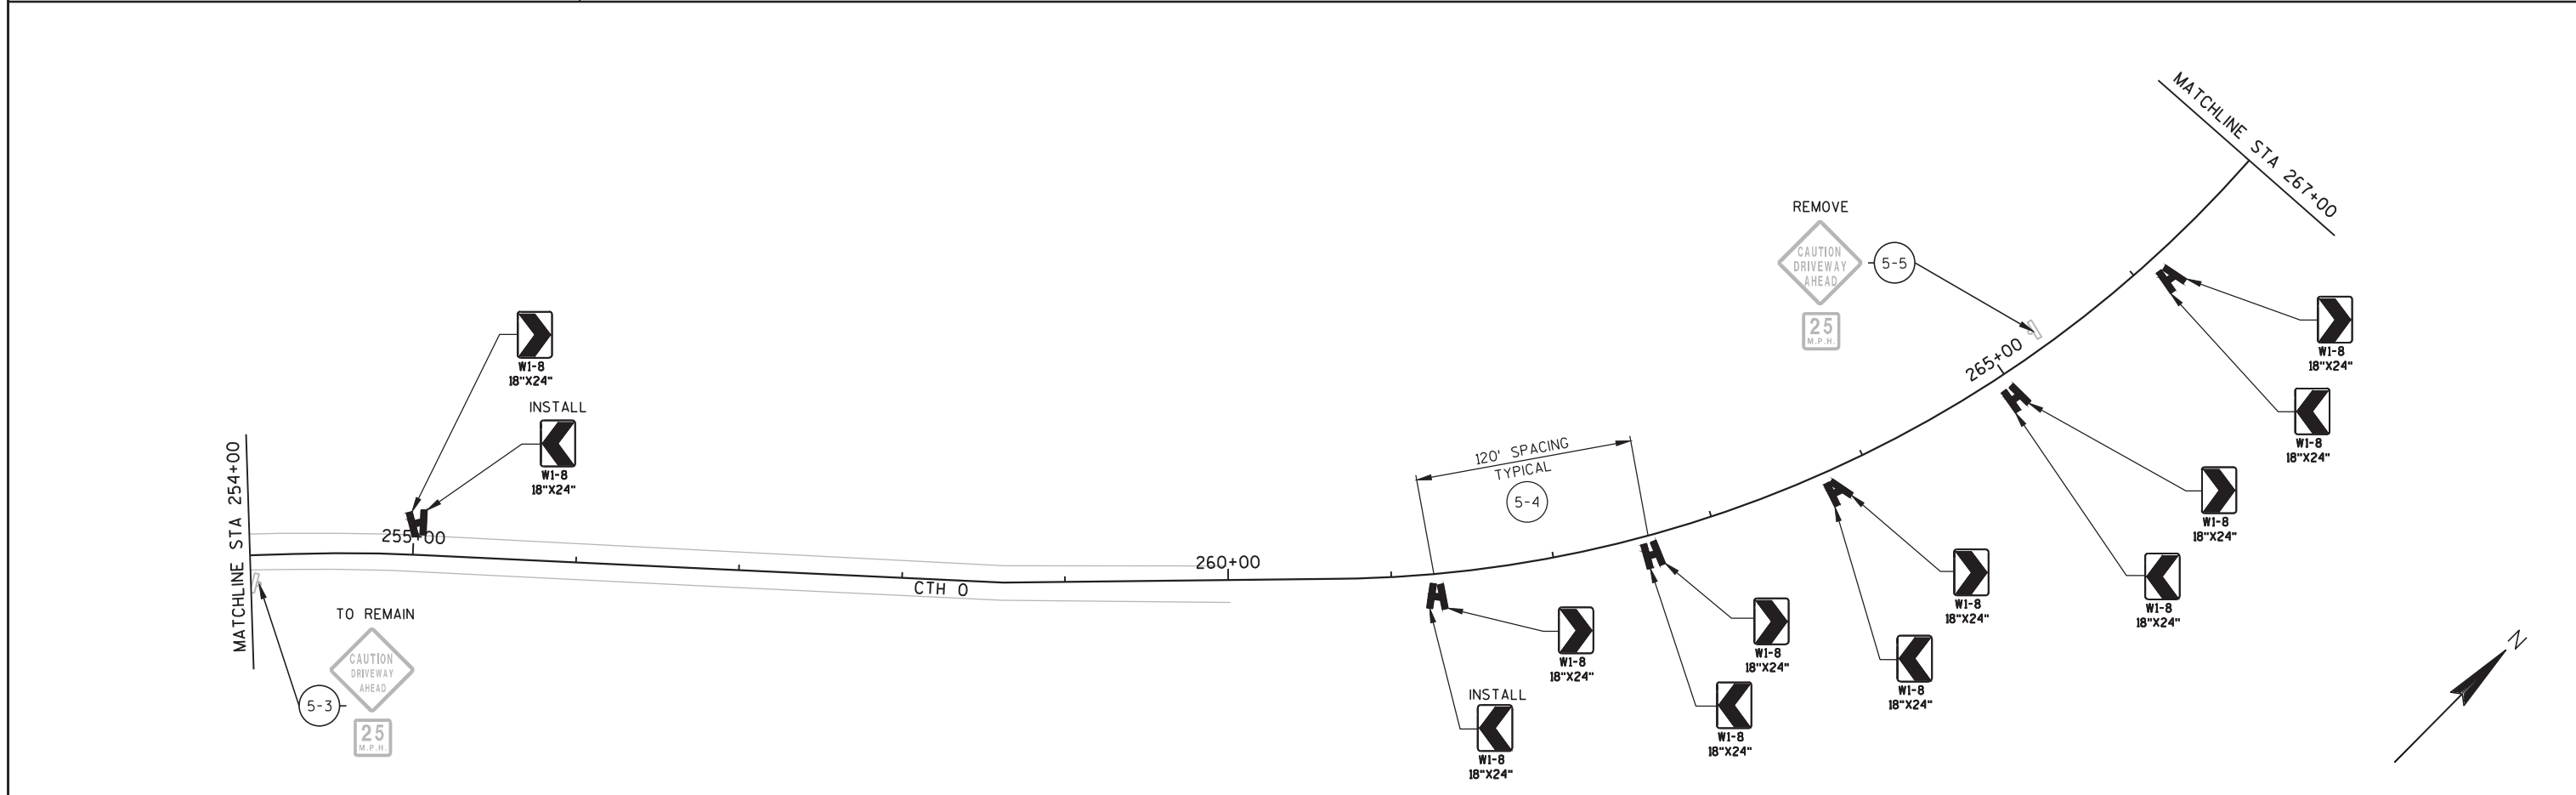 MATCHLINE STA 267+00
REMOVE
CAUTION
DRIVEWAY
AHEAD
25
M.P.H.
5-5
265+00
W1-8
18"X24"
W1-8
18"X24"
W1-8
18"X24"
INSTALL
W1-8
18"X24"
120' SPACING
TYPICAL
5-4
MATCHLINE STA 254+00
255+00
260+00
CTH O
W1-8
18"X24"
W1-8
18"X24"
W1-8
18"X24"
W1-8
18"X24"
TO REMAIN
CAUTION
DRIVEWAY
AHEAD
25
M.P.H.
5-3
W1-8
18"X24"
W1-8
18"X24"
W1-8
18"X24"
INSTALL
W1-8
18"X24"
W1-8
18"X24"
N